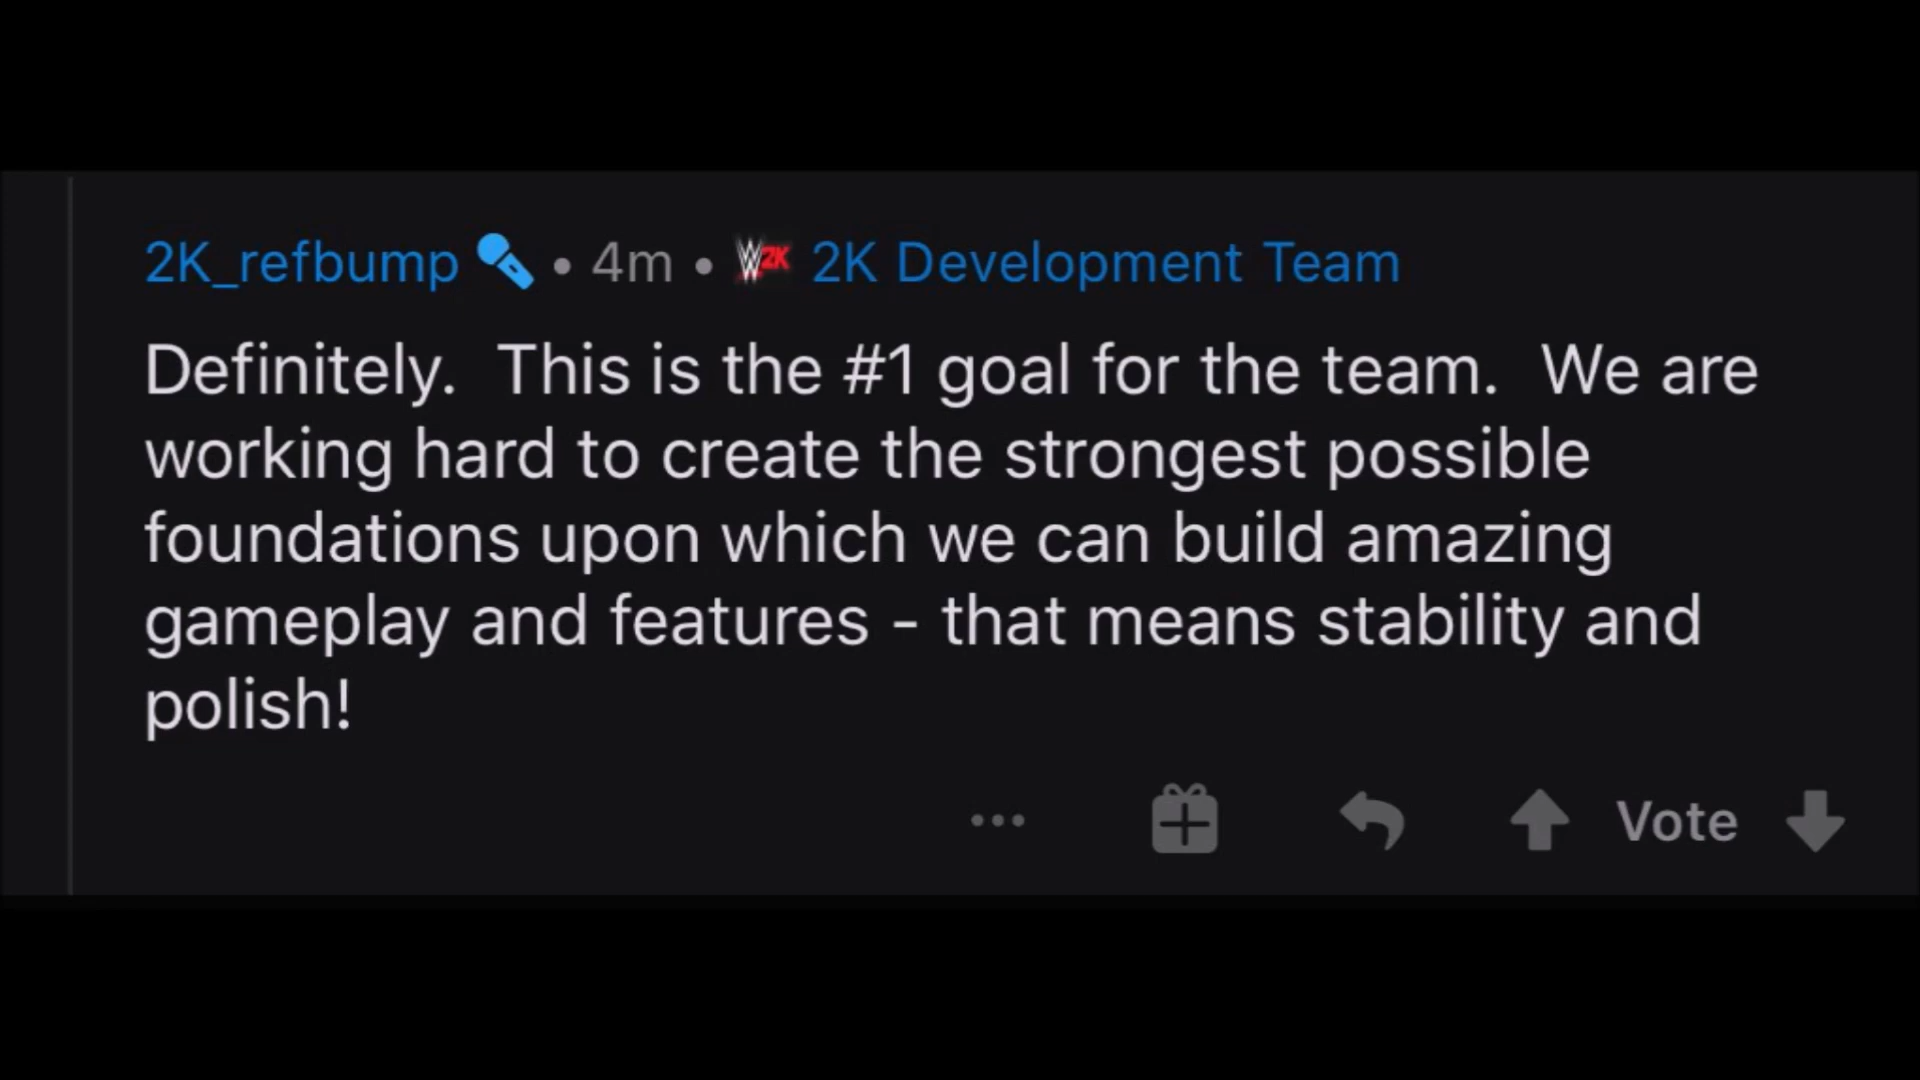 2K_refbump • 4m • W2K 2K Development Team
Definitely.  This is the #1 goal for the team.  We are
working hard to create the strongest possible
foundations upon which we can build amazing
gameplay and features - that means stability and
polish!
Vote